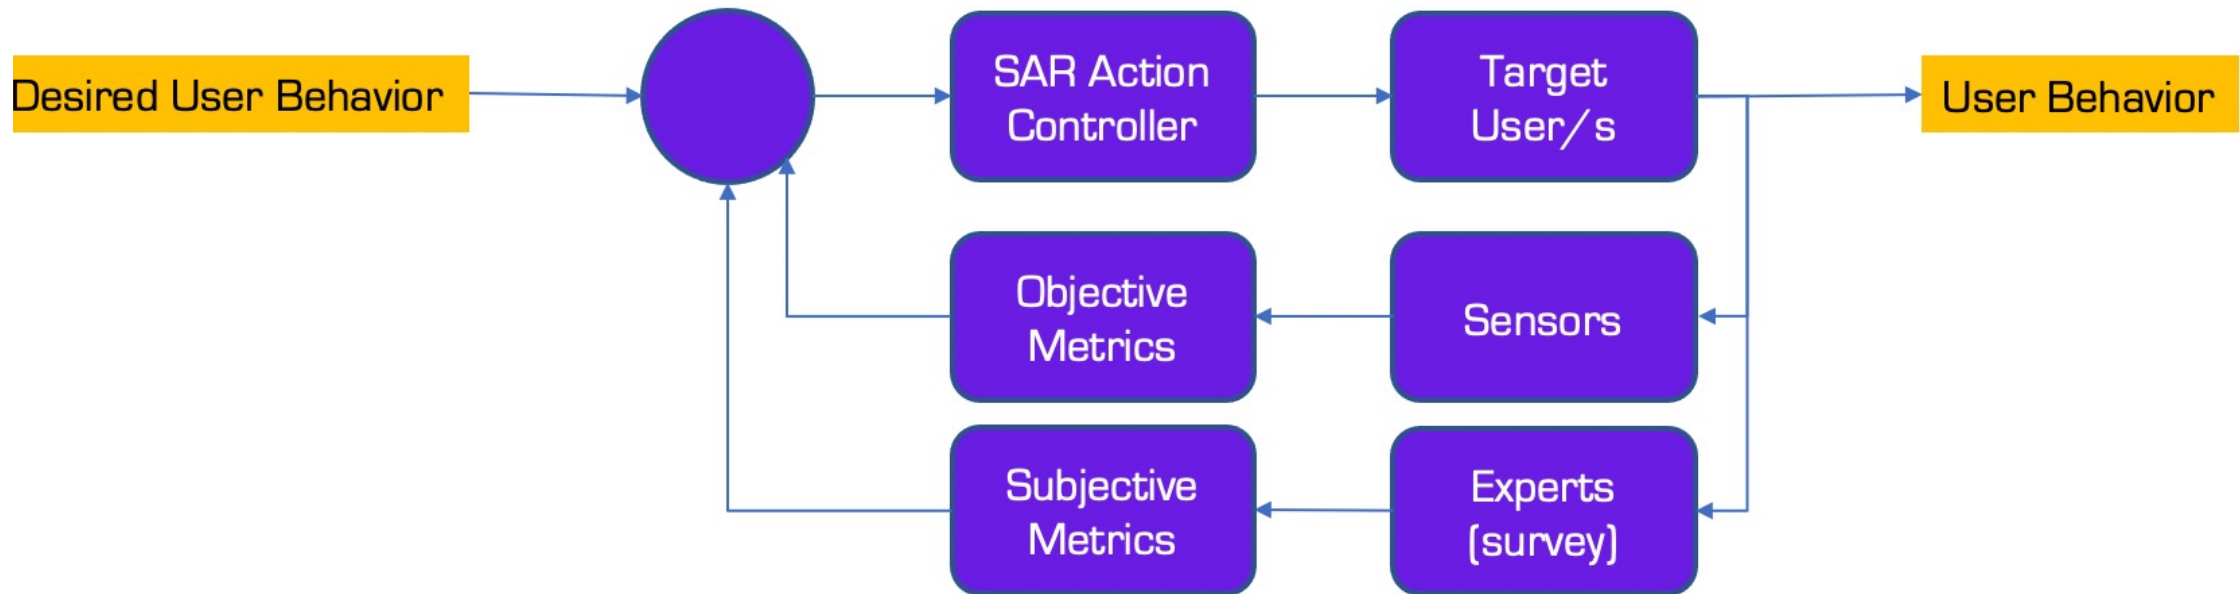 Desired User Behavior
SAR Action
Controller
Target
User/s
User Behavior
Objective
Metrics
Sensors
Subjective
Metrics
Experts
(survey)